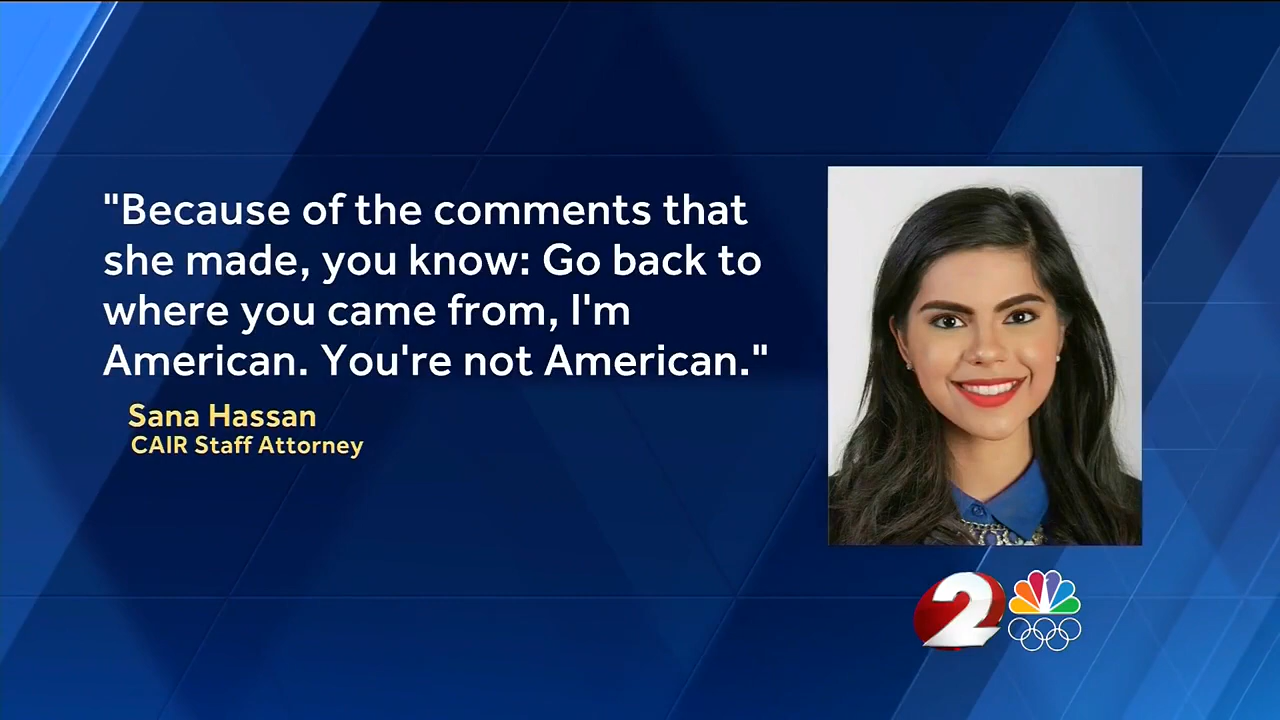 "Because of the comments that
she made, you know: Go back to
where you came from, I'm
American. You're not American."
Sana Hassan
CAIR Staff Attorney
2